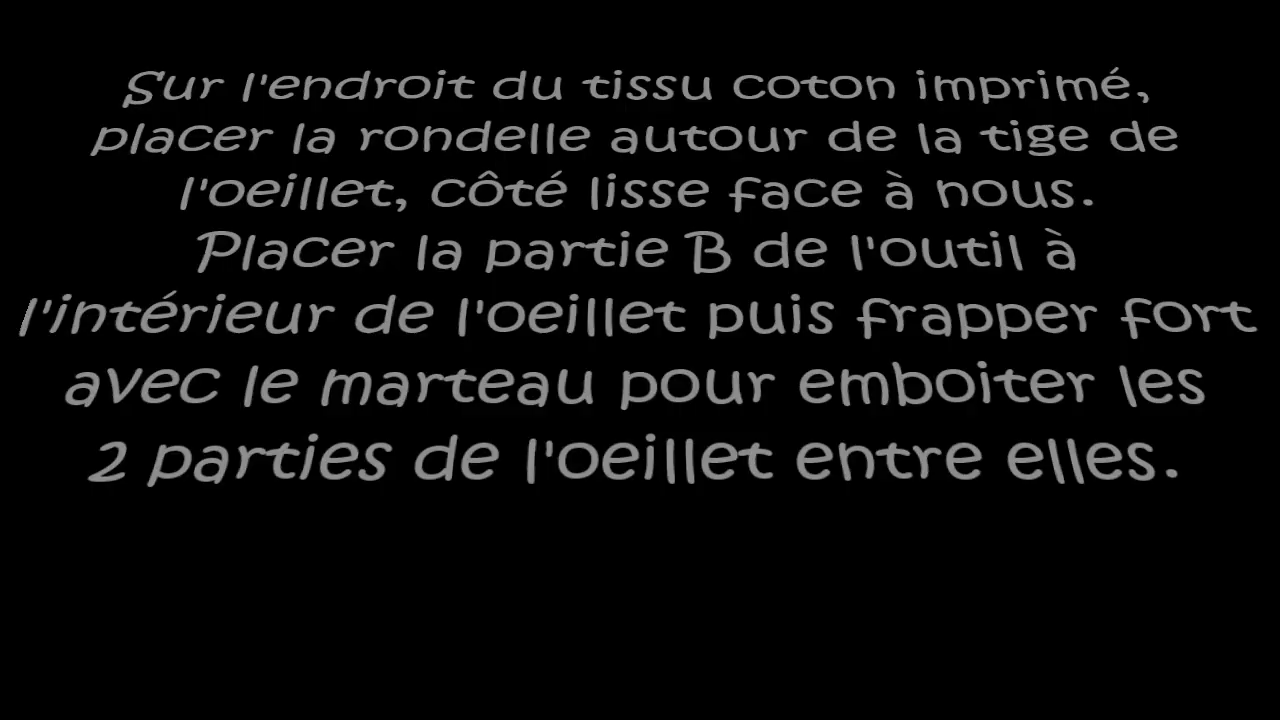 Sur l'endroit du tissu coton imprimé,
placer la rondelle autour de la tige de
l'oeillet, côté lisse face à nous.
Placer la partie B de l'outil à
l'intérieur de l'oeillet puis frapper fort
avec le marteau pour emboiter les
2 parties de l'oeillet entre elles.